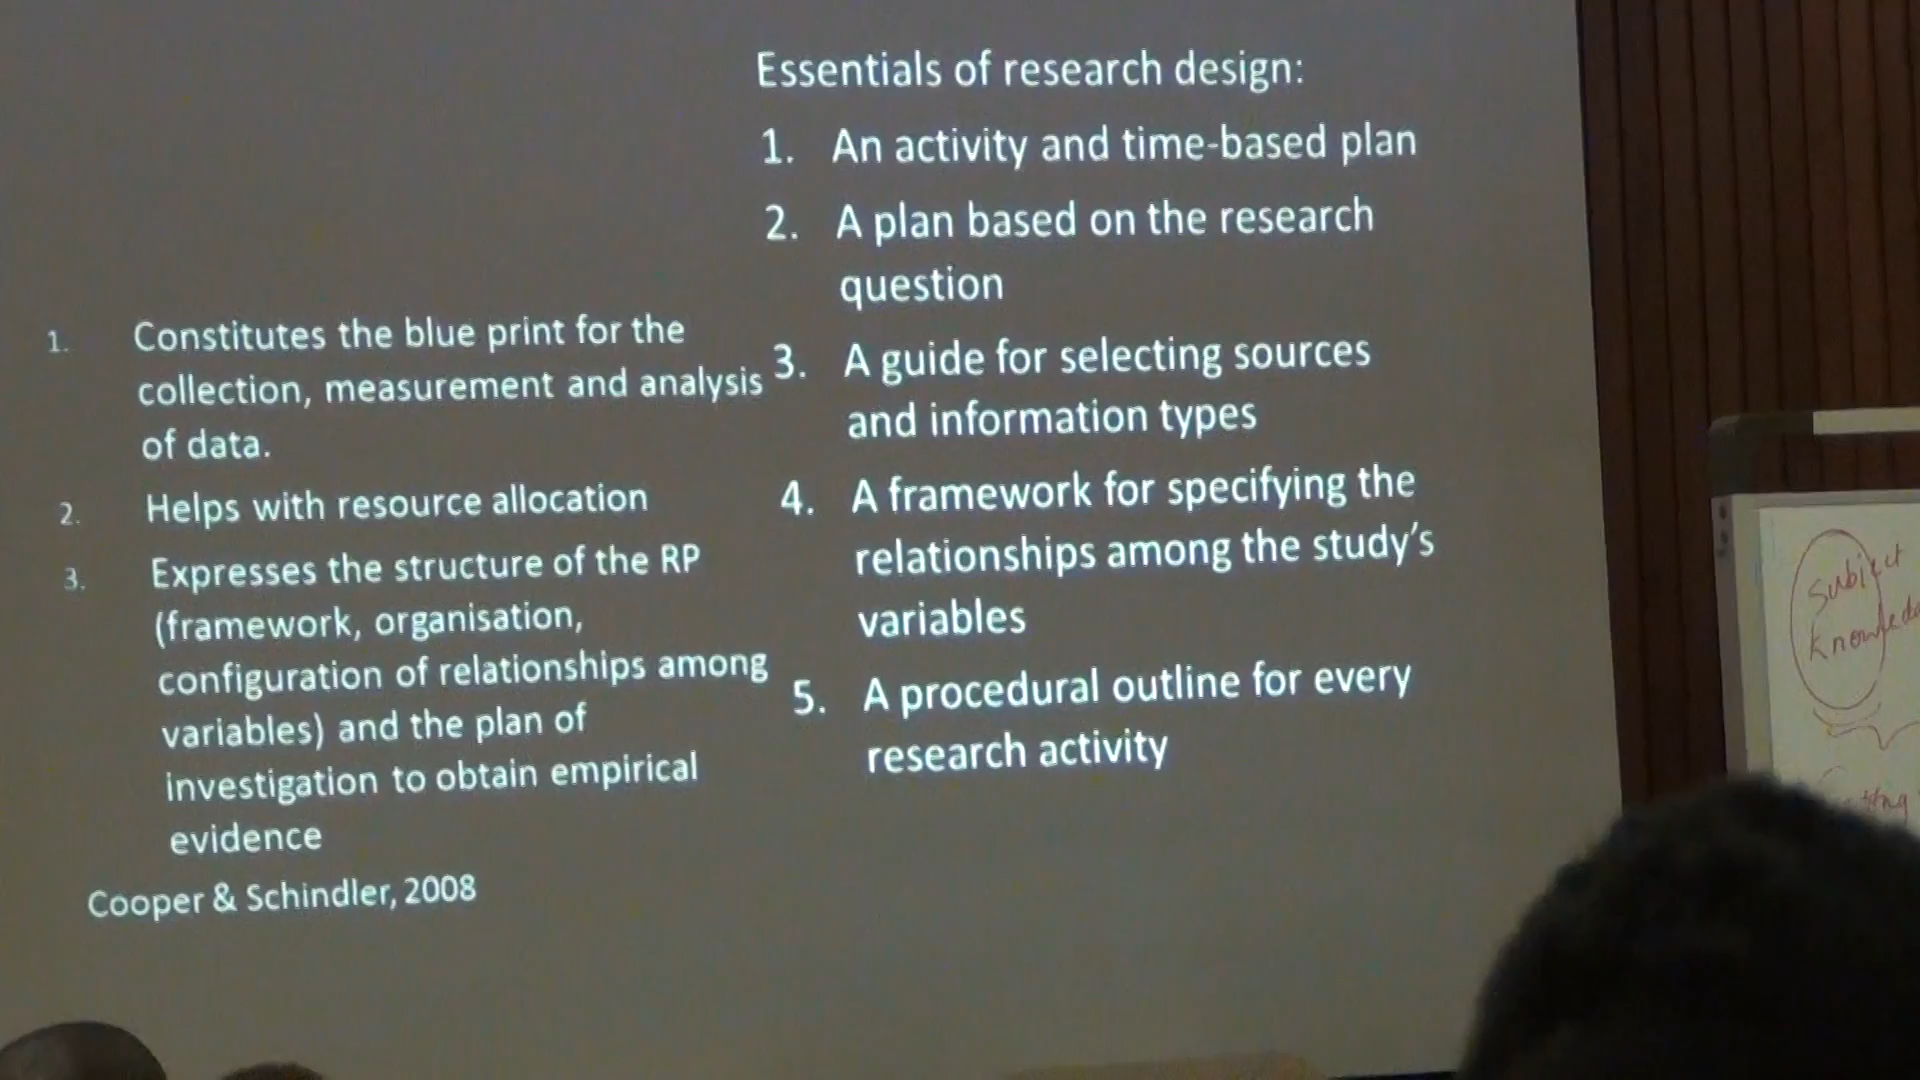 1. Constitutes the blue print for the
collection, measurement and analysis
of data.
2. Helps with resource allocation
3. Expresses the structure of the RP
(framework, organisation,
configuration of relationships among
variables) and the plan of
investigation to obtain empirical
evidence
Cooper & Schindler, 2008
Essentials of research design:
1. An activity and time-based plan
2. A plan based on the research
question
3. A guide for selecting sources
and information types
4. A framework for specifying the
relationships among the study's
variables
5. A procedural outline for every
research activity
Subject